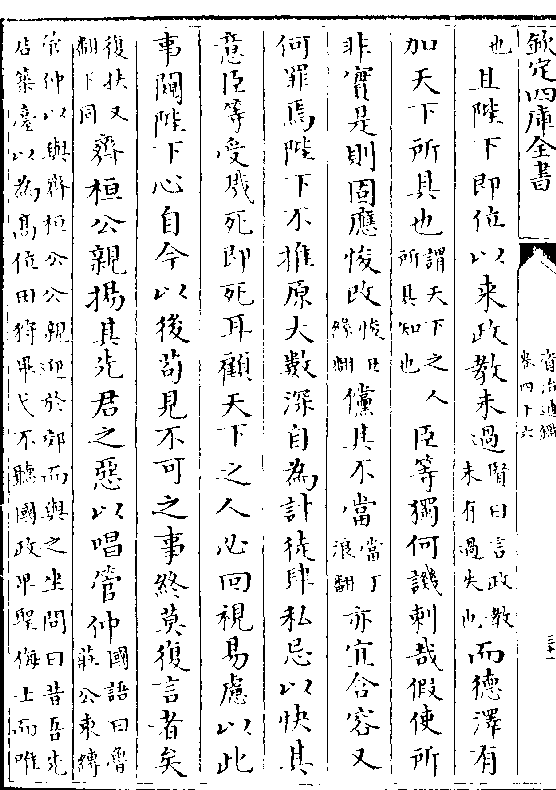 欽定四庫全書
資治通鑑
卷四十六
也且陛下即位以來政教未過賢曰言政教未有過失也而德澤有
加天下所具也謂天下之人所具知也臣等獨何譏刺哉假使所
非實是則固應悛改悛丑緣翻儻其不當當丁浪翻亦宜含容又
何罪焉陛下不推原大數深自為計徒肆私忌以快其
意臣等受戮死即死耳顧天下之人必回視易慮以此
事闚陛下心自今以後苟見不可之事終莫復言者矣
復扶又翻下同齊桓公親揚其先君之惡以唱管仲國語曰魯莊公束縛
管仲以與齊桓公公親迎於郊而與之坐問曰昔吾先
君築臺以為高位田狩畢弋不聽國政卑聖侮士而唯